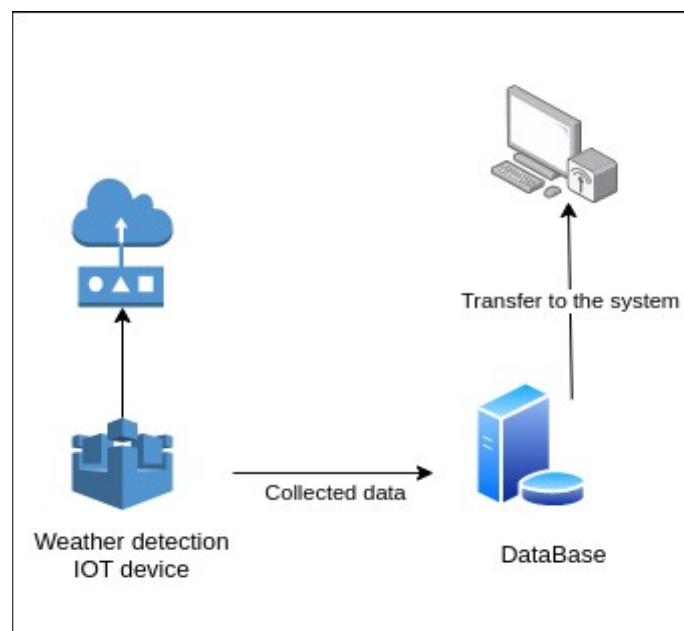 Transfer to the system
Collected data
Weather detection
IOT device
DataBase